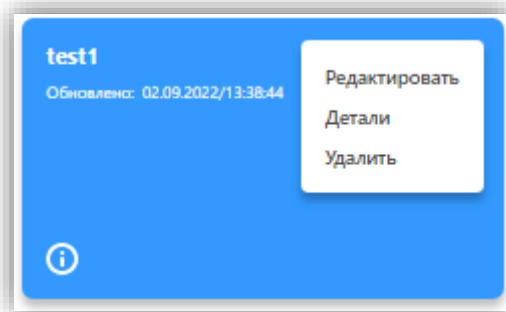 test1
Обновлено: 02.09.2022/13:38:44
Редактировать
Детали
Удалить